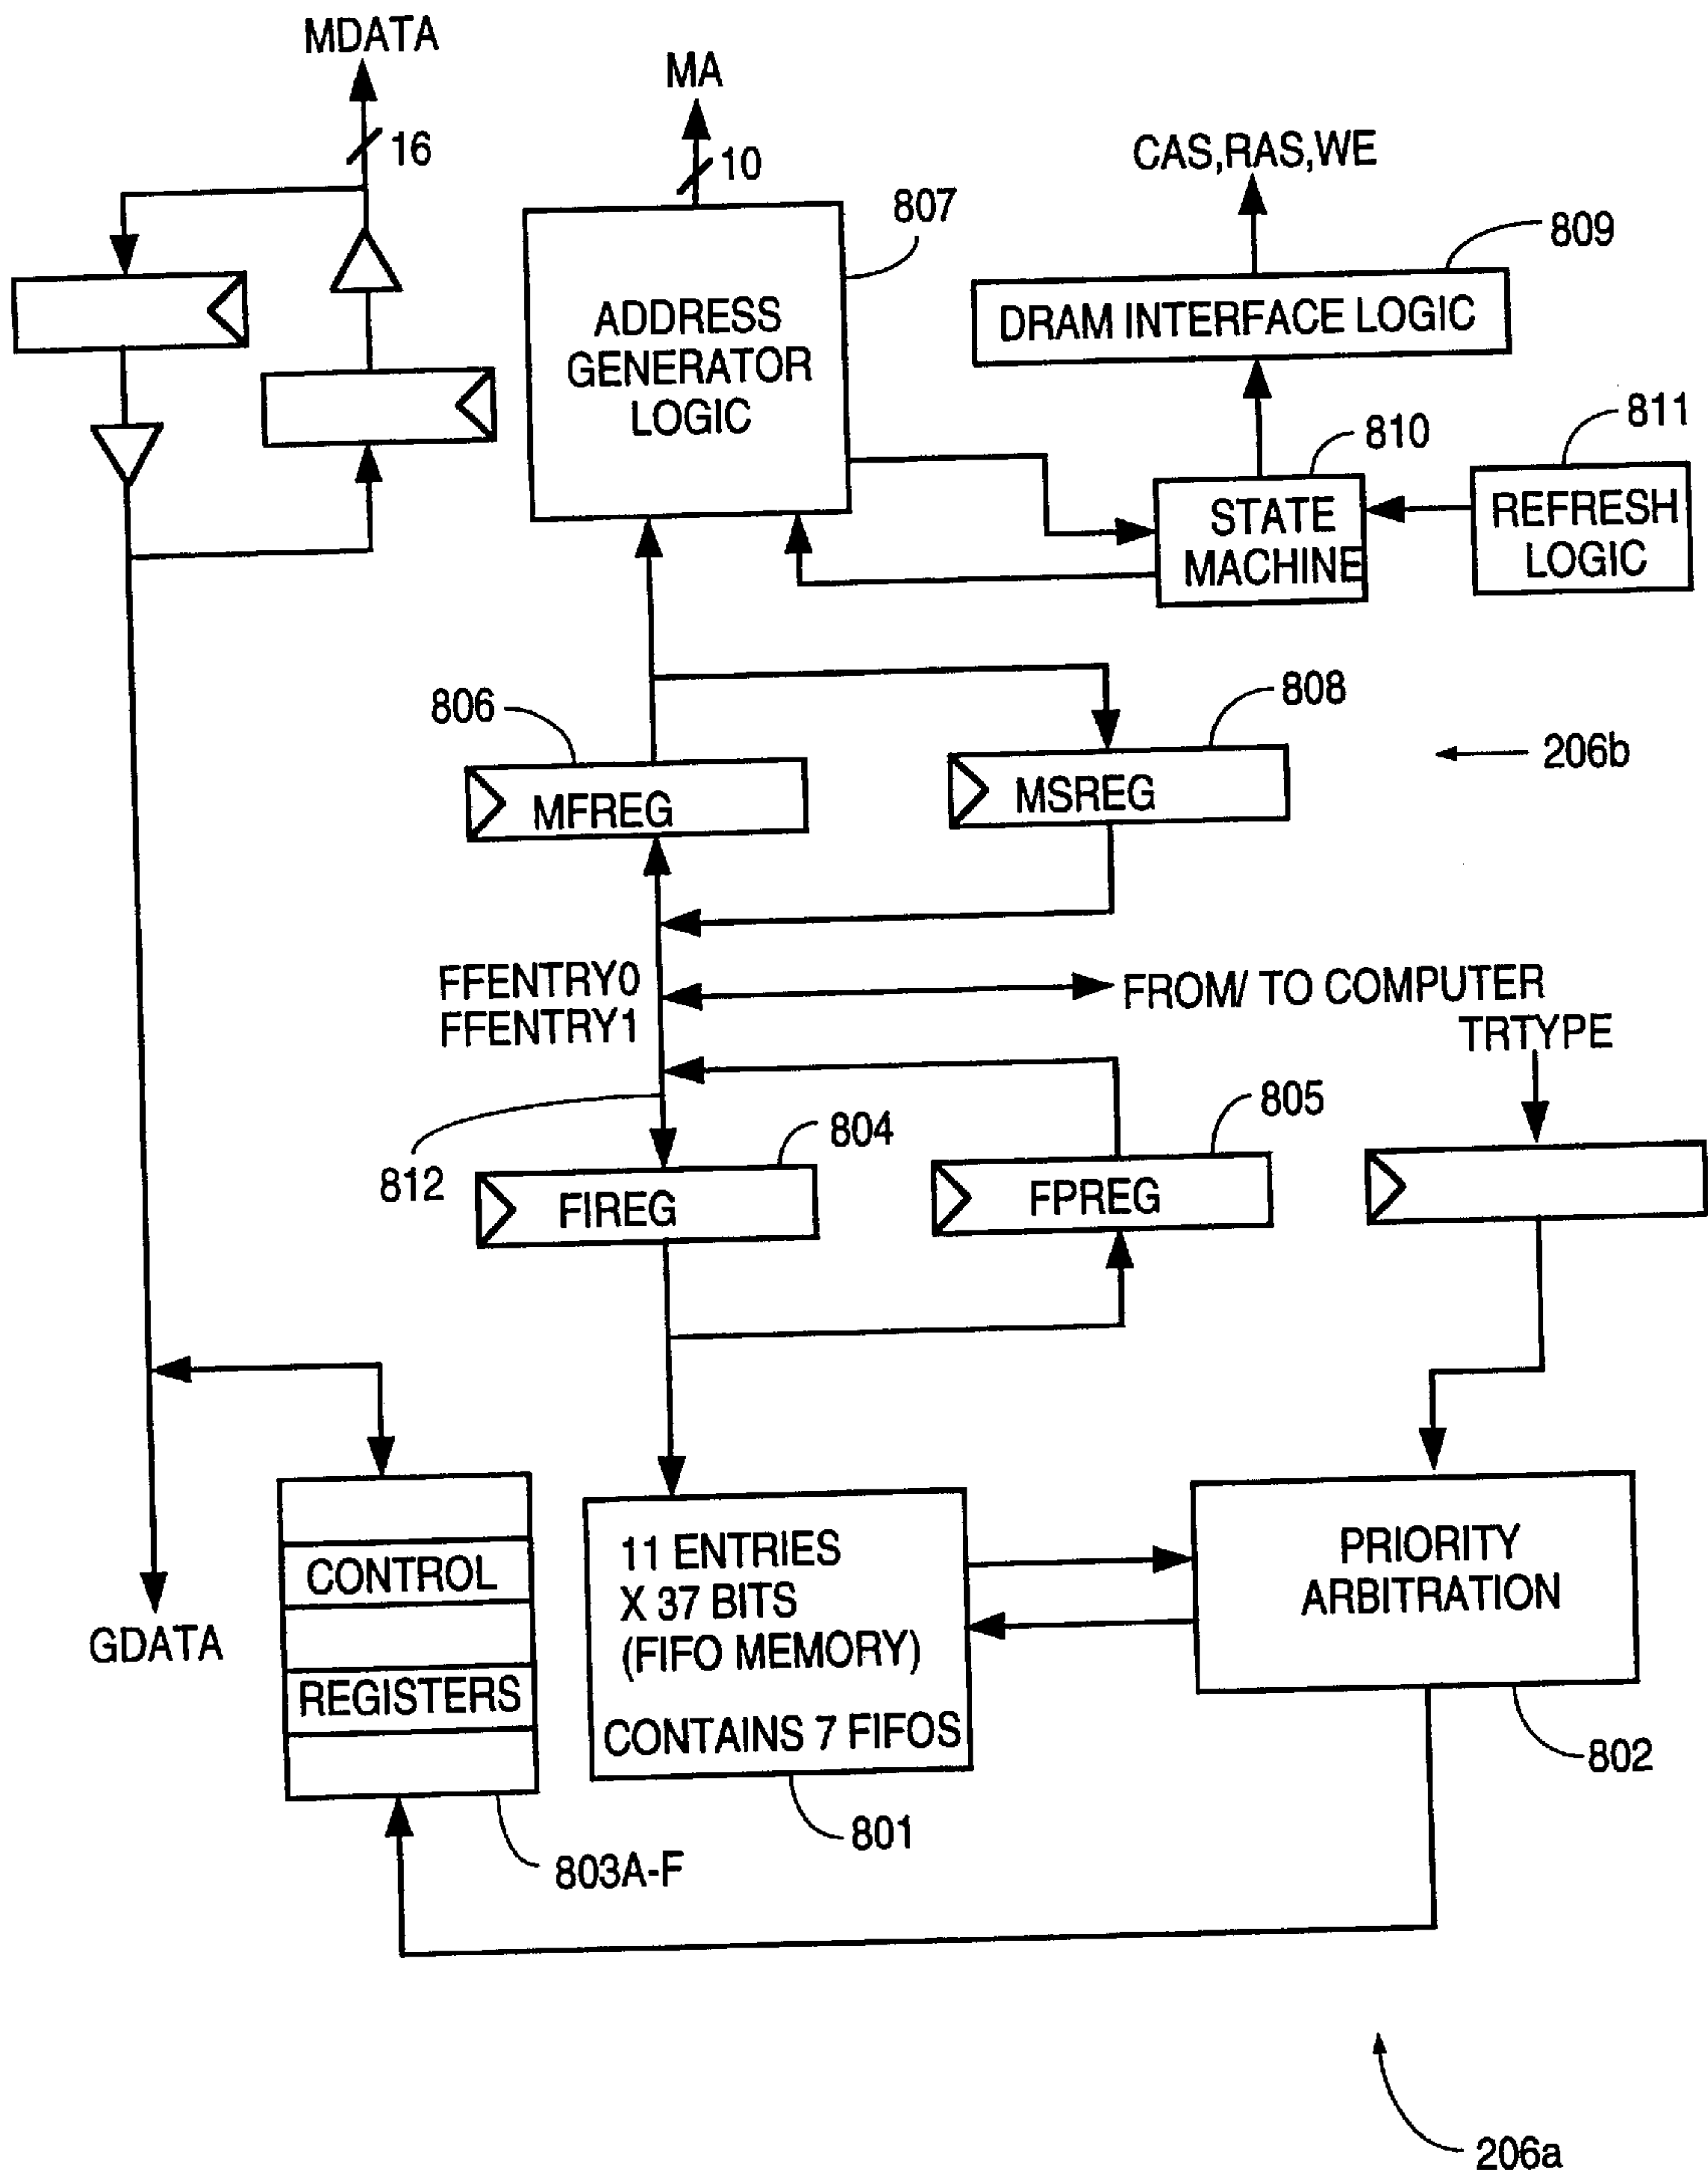 MDATA
16
MA
10
CAS,RAS,WE
807
809
ADDRESS
GENERATOR
LOGIC
DRAM INTERFACE LOGIC
810
811
STATE
MACHINE
REFRESH
LOGIC
806
808
206b
MFREG
MSREG
FFENTRY0
FFENTRY1
FROM/ TO COMPUTER
TRTYPE
812
804
805
FIREG
FPREG
GDATA
CONTROL
REGISTERS
803A-F
11 ENTRIES
X 37 BITS
(FIFO MEMORY)
CONTAINS 7 FIFOS
801
PRIORITY
ARBITRATION
802
206a